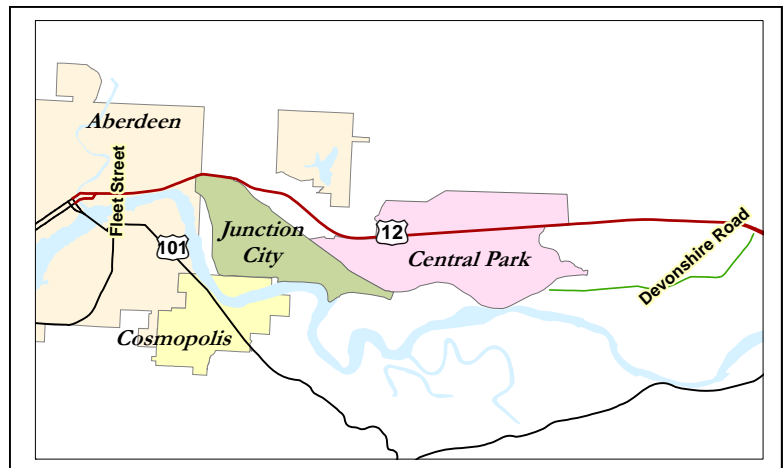 Aberdeen
Fleet Street
101
Junction
City
12
Central Park
Devonshire Road
Cosmopolis